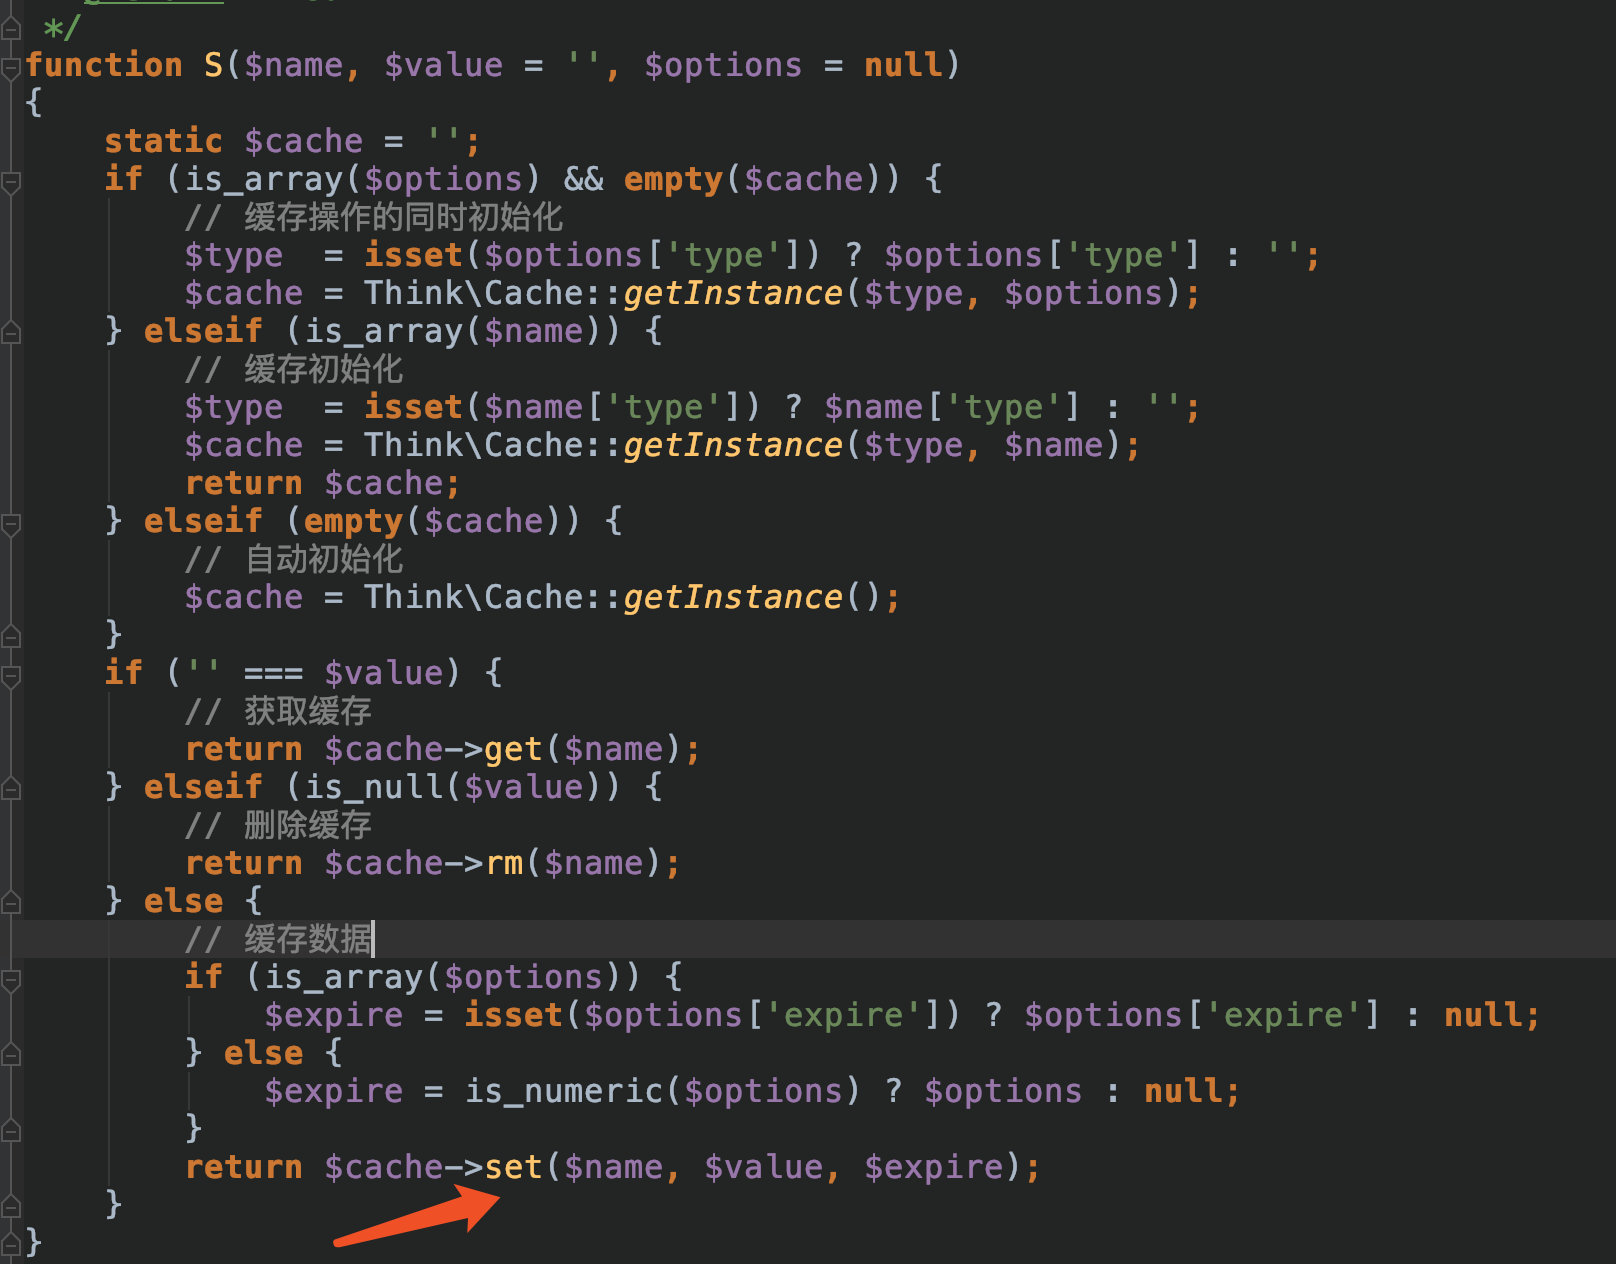 */
function S($name, $value = '', $options = null)
{
    static $cache = '';
    if (is_array($options) && empty($cache)) {
        // 缓存操作的同时初始化
        $type  = isset($options['type']) ? $options['type'] : '';
        $cache = Think\Cache::getInstance($type, $options);
    } elseif (is_array($name)) {
        // 缓存初始化
        $type  = isset($name['type']) ? $name['type'] : '';
        $cache = Think\Cache::getInstance($type, $name);
        return $cache;
    } elseif (empty($cache)) {
        // 自动初始化
        $cache = Think\Cache::getInstance();
    }
    if ('' === $value) {
        // 获取缓存
        return $cache->get($name);
    } elseif (is_null($value)) {
        // 删除缓存
        return $cache->rm($name);
    } else {
        // 缓存数据
        if (is_array($options)) {
            $expire = isset($options['expire']) ? $options['expire'] : null;
        } else {
            $expire = is_numeric($options) ? $options : null;
        }
        return $cache->set($name, $value, $expire);
    }
}